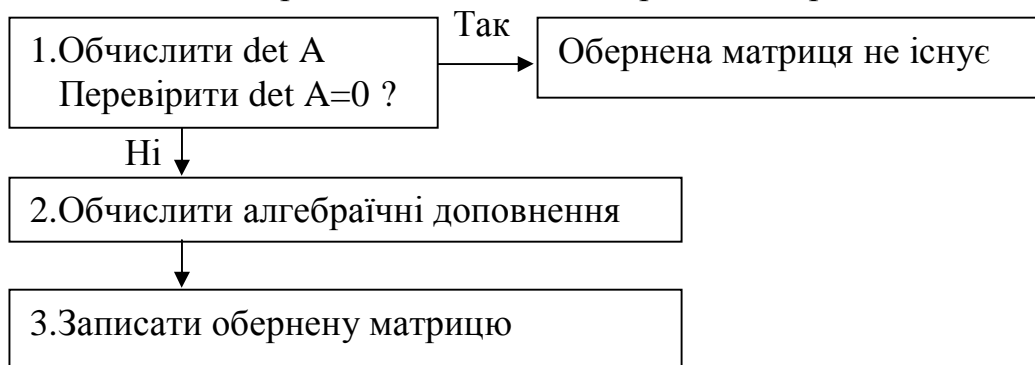 1.Обчислити det A
Перевірити det A=0 ?
Так
Обернена матриця не існує
Ні
2.Обчислити алгебраїчні доповнення
3.Записати обернену матрицю